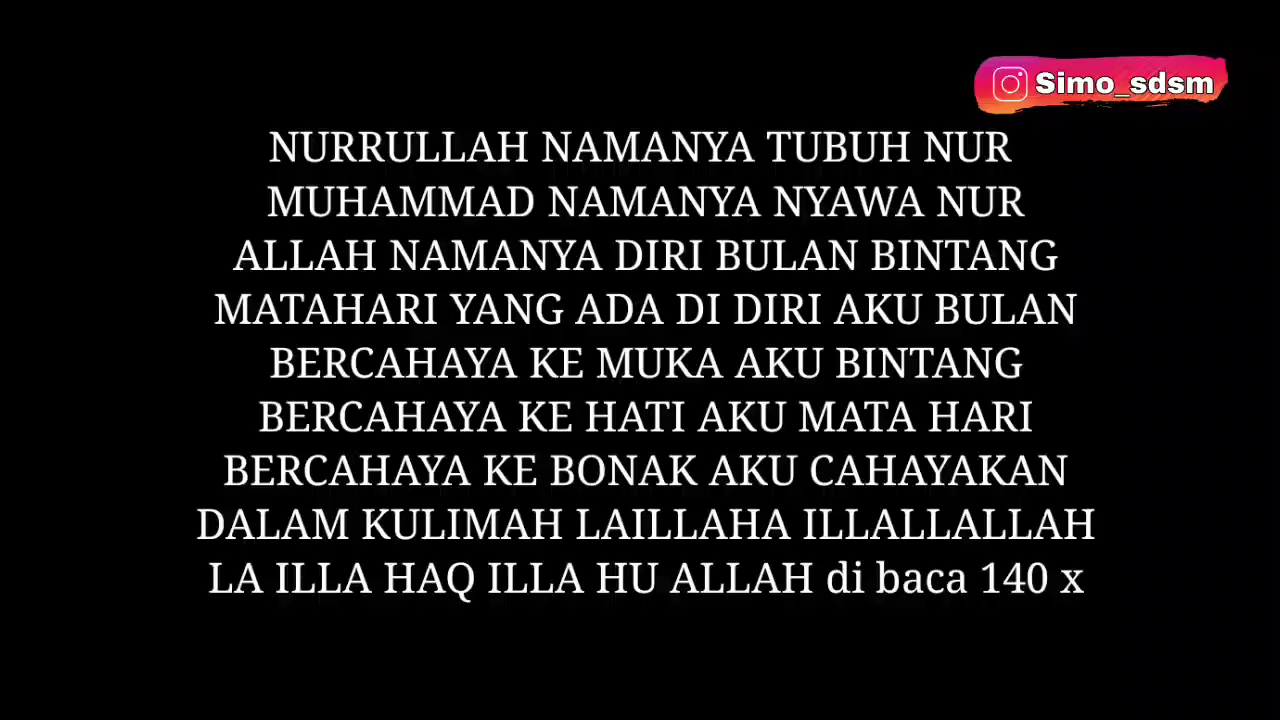 Simo_sdsm
NURRULLAH NAMANYA TUBUH NUR
MUHAMMAD NAMANYA NYAWA NUR
ALLAH NAMANYA DIRI BULAN BINTANG
MATAHARI YANG ADA DI DIRI AKU BULAN
BERCAHAYA KE MUKA AKU BINTANG
BERCAHAYA KE HATI AKU MATA HARI
BERCAHAYA KE BONAK AKU CAHAYAKAN
DALAM KULIMAH LAILLAHA ILLALLALLAH
LA ILLA HAQ ILLA HU ALLAH di baca 140 x